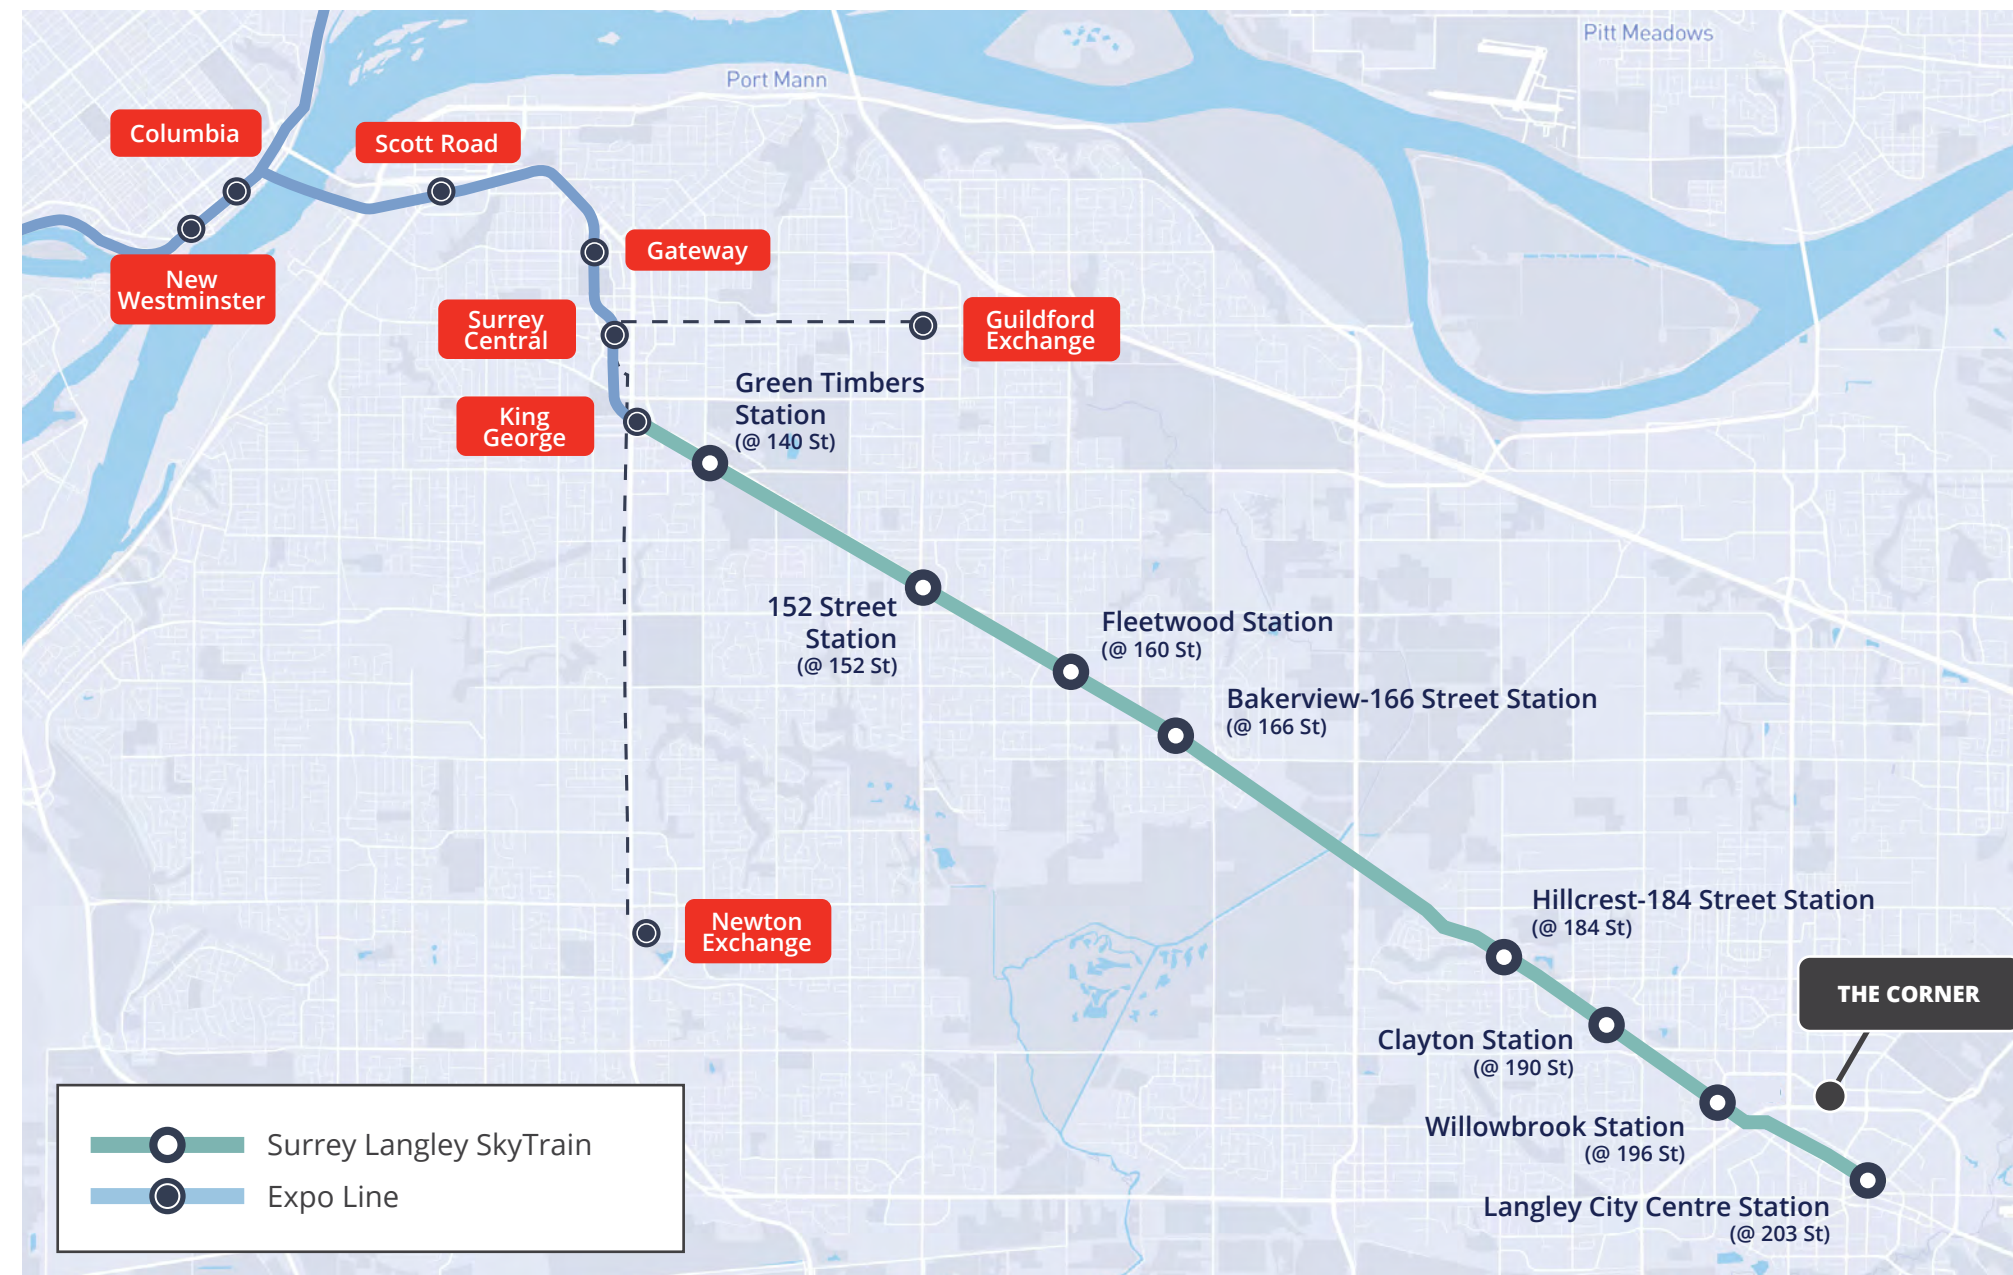 Pitt Meadows
Port Mann
Columbia
Scott Road
New
Westminster
Gateway
Surrey
Central
Guildford
Exchange
King
George
Green Timbers
Station
(@ 140 St)
152 Street
Station
(@ 152 St)
Fleetwood Station
(@ 160 St)
Bakerview-166 Street Station
(@ 166 St)
Hillcrest-184 Street Station
(@ 184 St)
Newton
Exchange
THE CORNER
Clayton Station
(@ 190 St)
Willowbrook Station
(@ 196 St)
Langley City Centre Station
(@ 203 St)
Surrey Langley SkyTrain
Expo Line